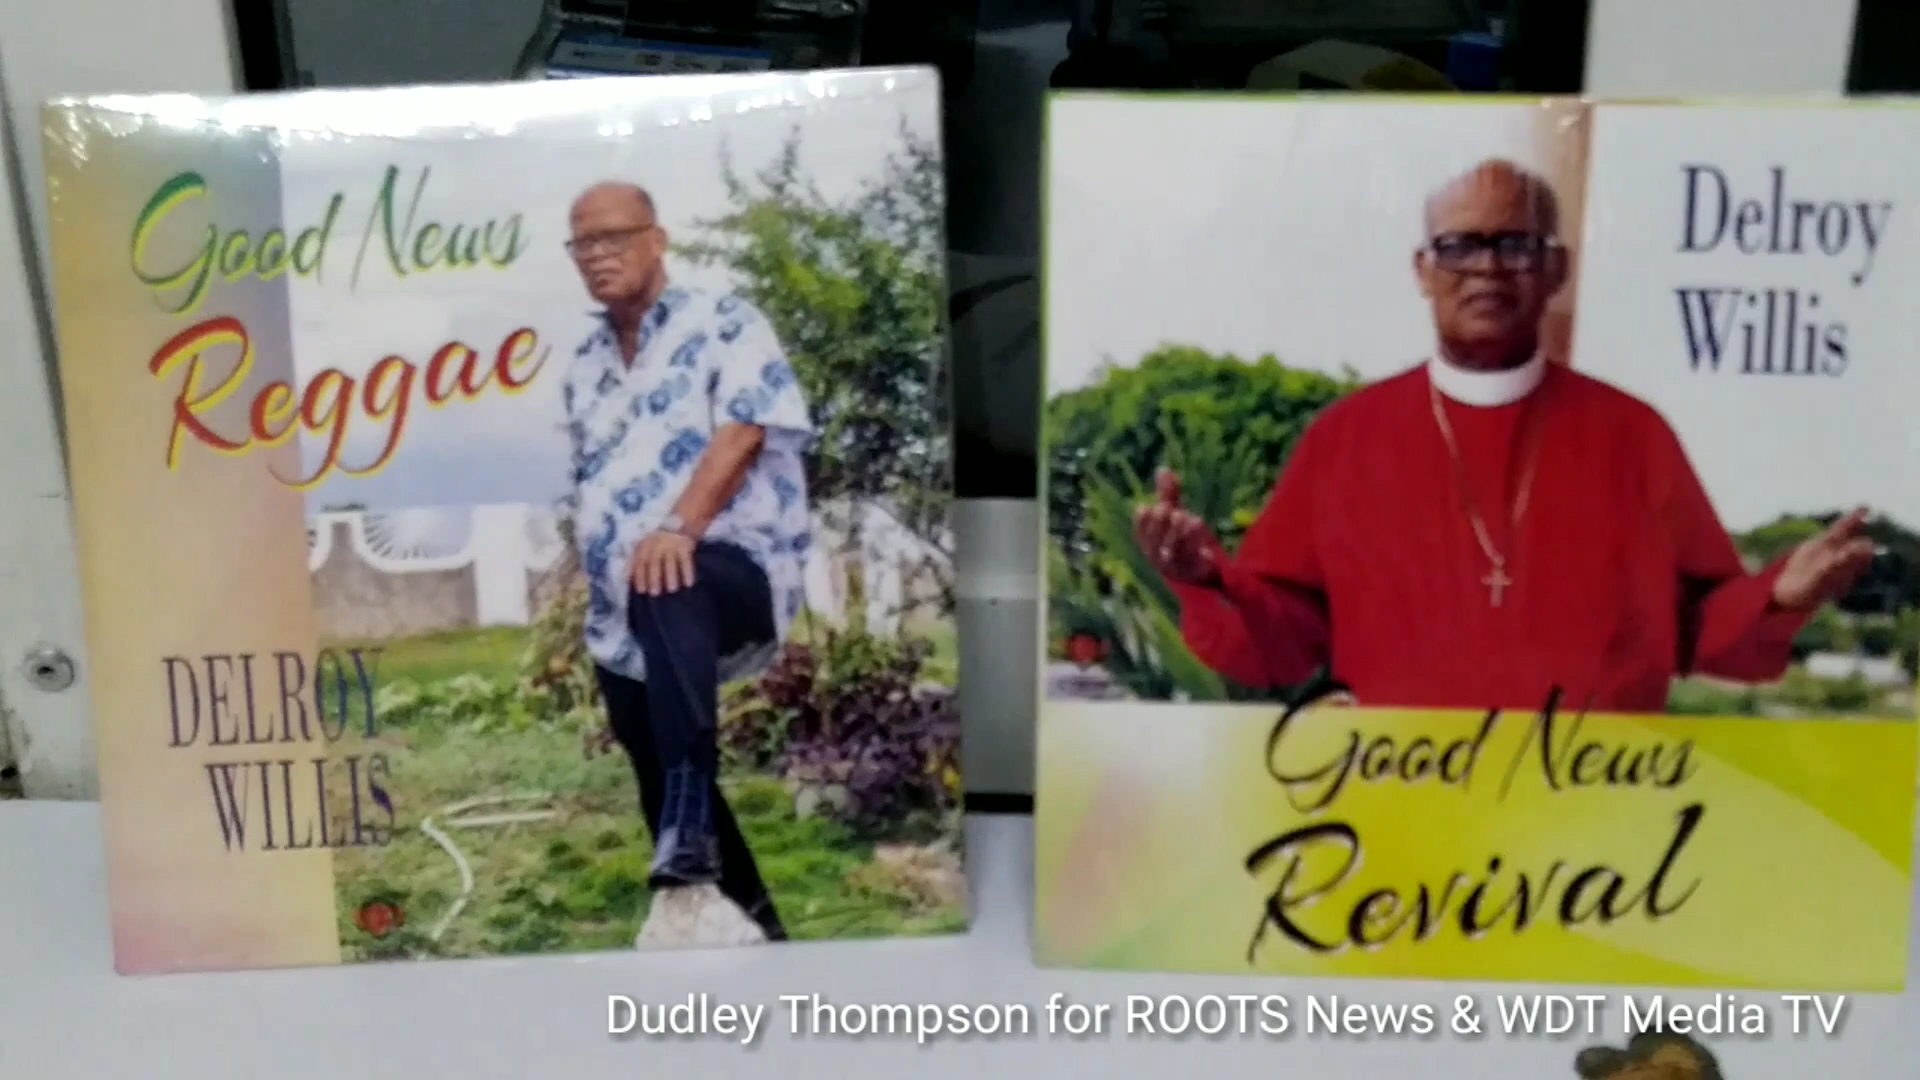 Good News
Reggae
DELROY
WILLIS
Delroy
Willis
Good News
Revival
Dudley Thompson for ROOTS News & WDT Media TV